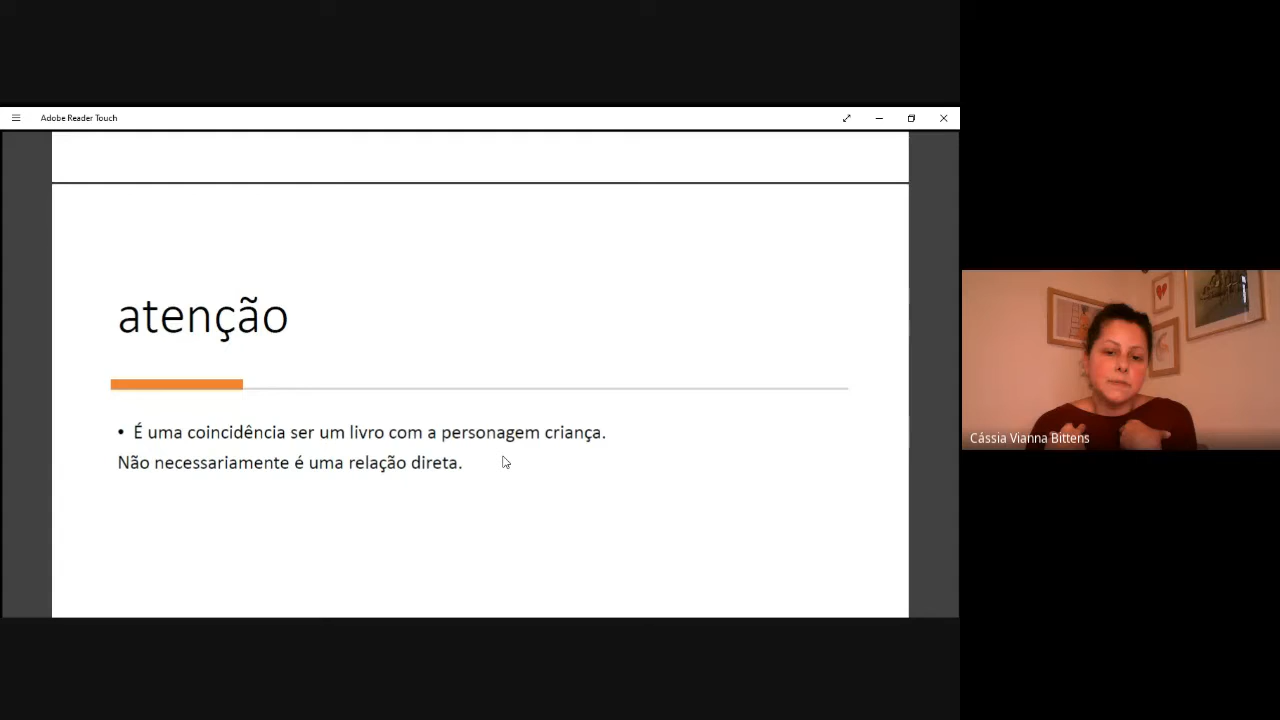 Adobe Reader Touch
atenção
• É uma coincidência ser um livro com a personagem criança.
Não necessariamente é uma relação direta.
Cássia Vianna Bittens